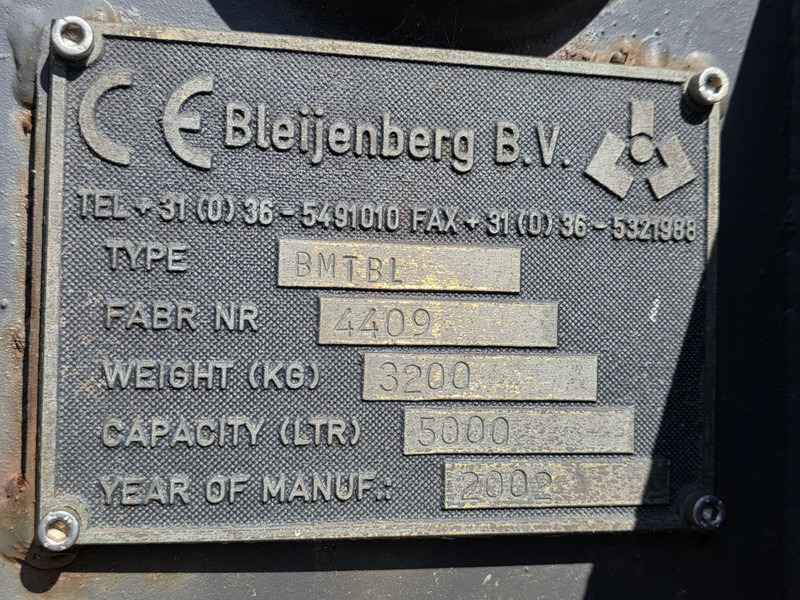 CE Bleijenberg B.V.
TEL + 31 (0) 36 - 5491010 FAX + 31 (0) 36 - 5321988
TYPE BMTBL
FABR NR 4409
WEIGHT (KG) 3200
CAPACITY (LTR) 5000
YEAR OF MANUF.: 2002